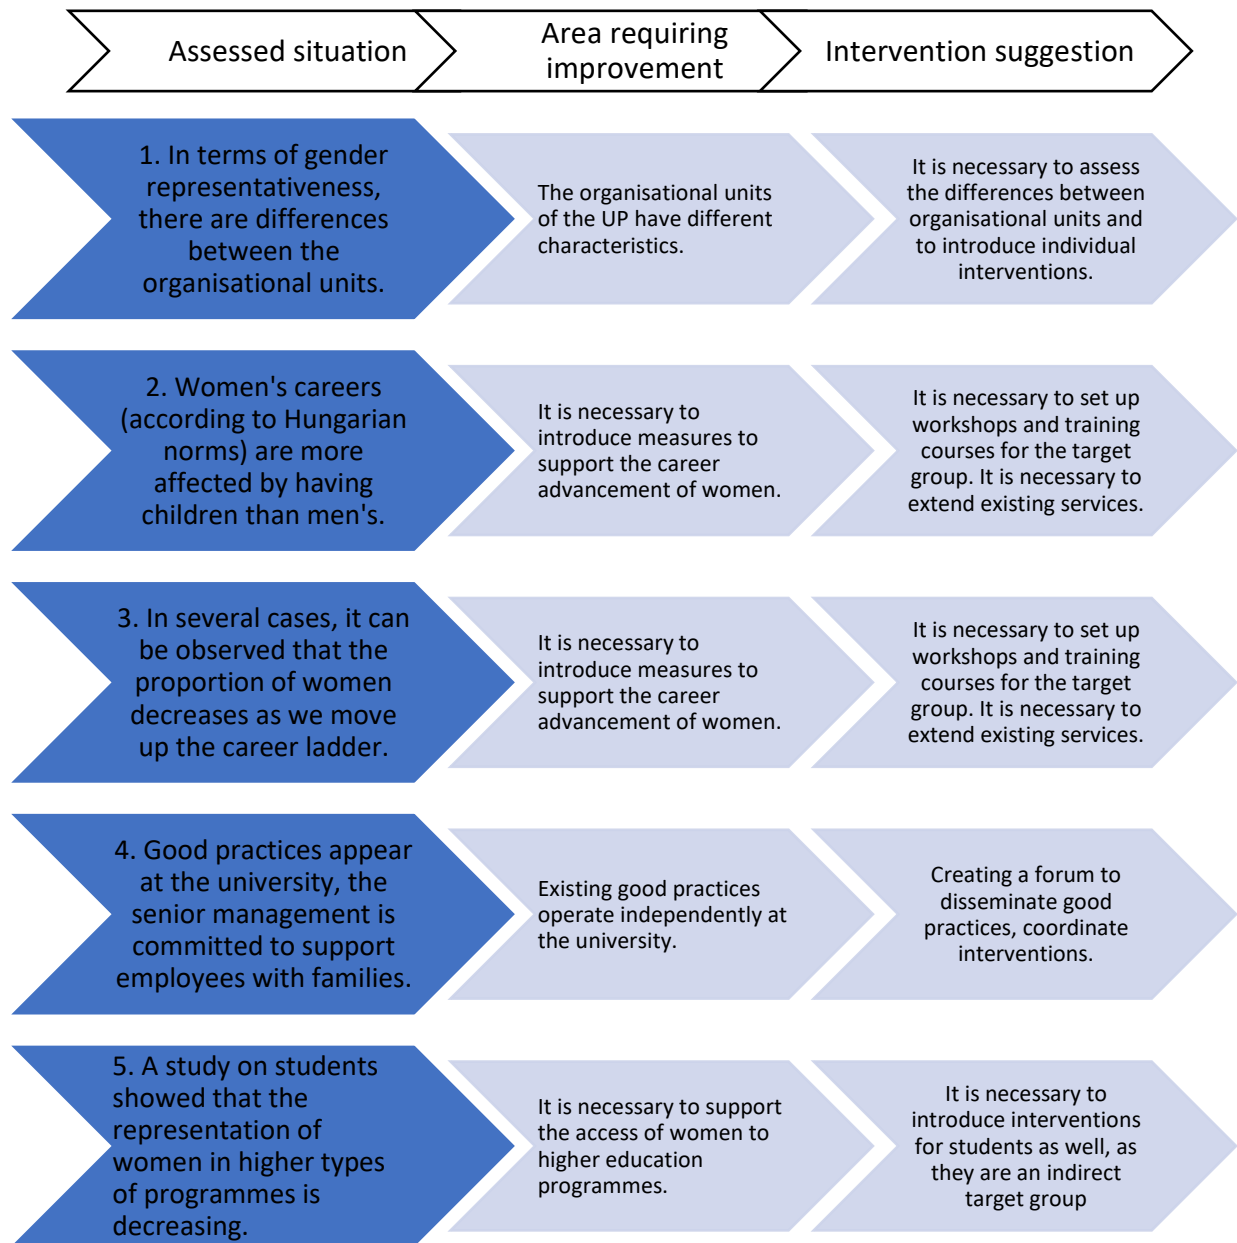 Assessed situation
Area requiring
improvement
Intervention suggestion
1. In terms of gender
representativeness,
there are differences
between the
organisational units.
The organisational units
of the UP have different
characteristics.
It is necessary to assess
the differences between
organisational units and
to introduce individual
interventions.
2. Women's careers
(according to Hungarian
norms) are more
affected by having
children than men's.
It is necessary to
introduce measures to
support the career
advancement of women.
It is necessary to set up
workshops and training
courses for the target
group. It is necessary to
extend existing services.
3. In several cases, it can
be observed that the
proportion of women
decreases as we move
up the career ladder.
It is necessary to
introduce measures to
support the career
advancement of women.
It is necessary to set up
workshops and training
courses for the target
group. It is necessary to
extend existing services.
4. Good practices appear
at the university, the
senior management is
committed to support
employees with families.
Existing good practices
operate independently at
the university.
Creating a forum to
disseminate good
practices, coordinate
interventions.
5. A study on students
showed that the
representation of
women in higher types
of programmes is
decreasing.
It is necessary to support
the access of women to
higher education
programmes.
It is necessary to
introduce interventions
for students as well, as
they are an indirect
target group